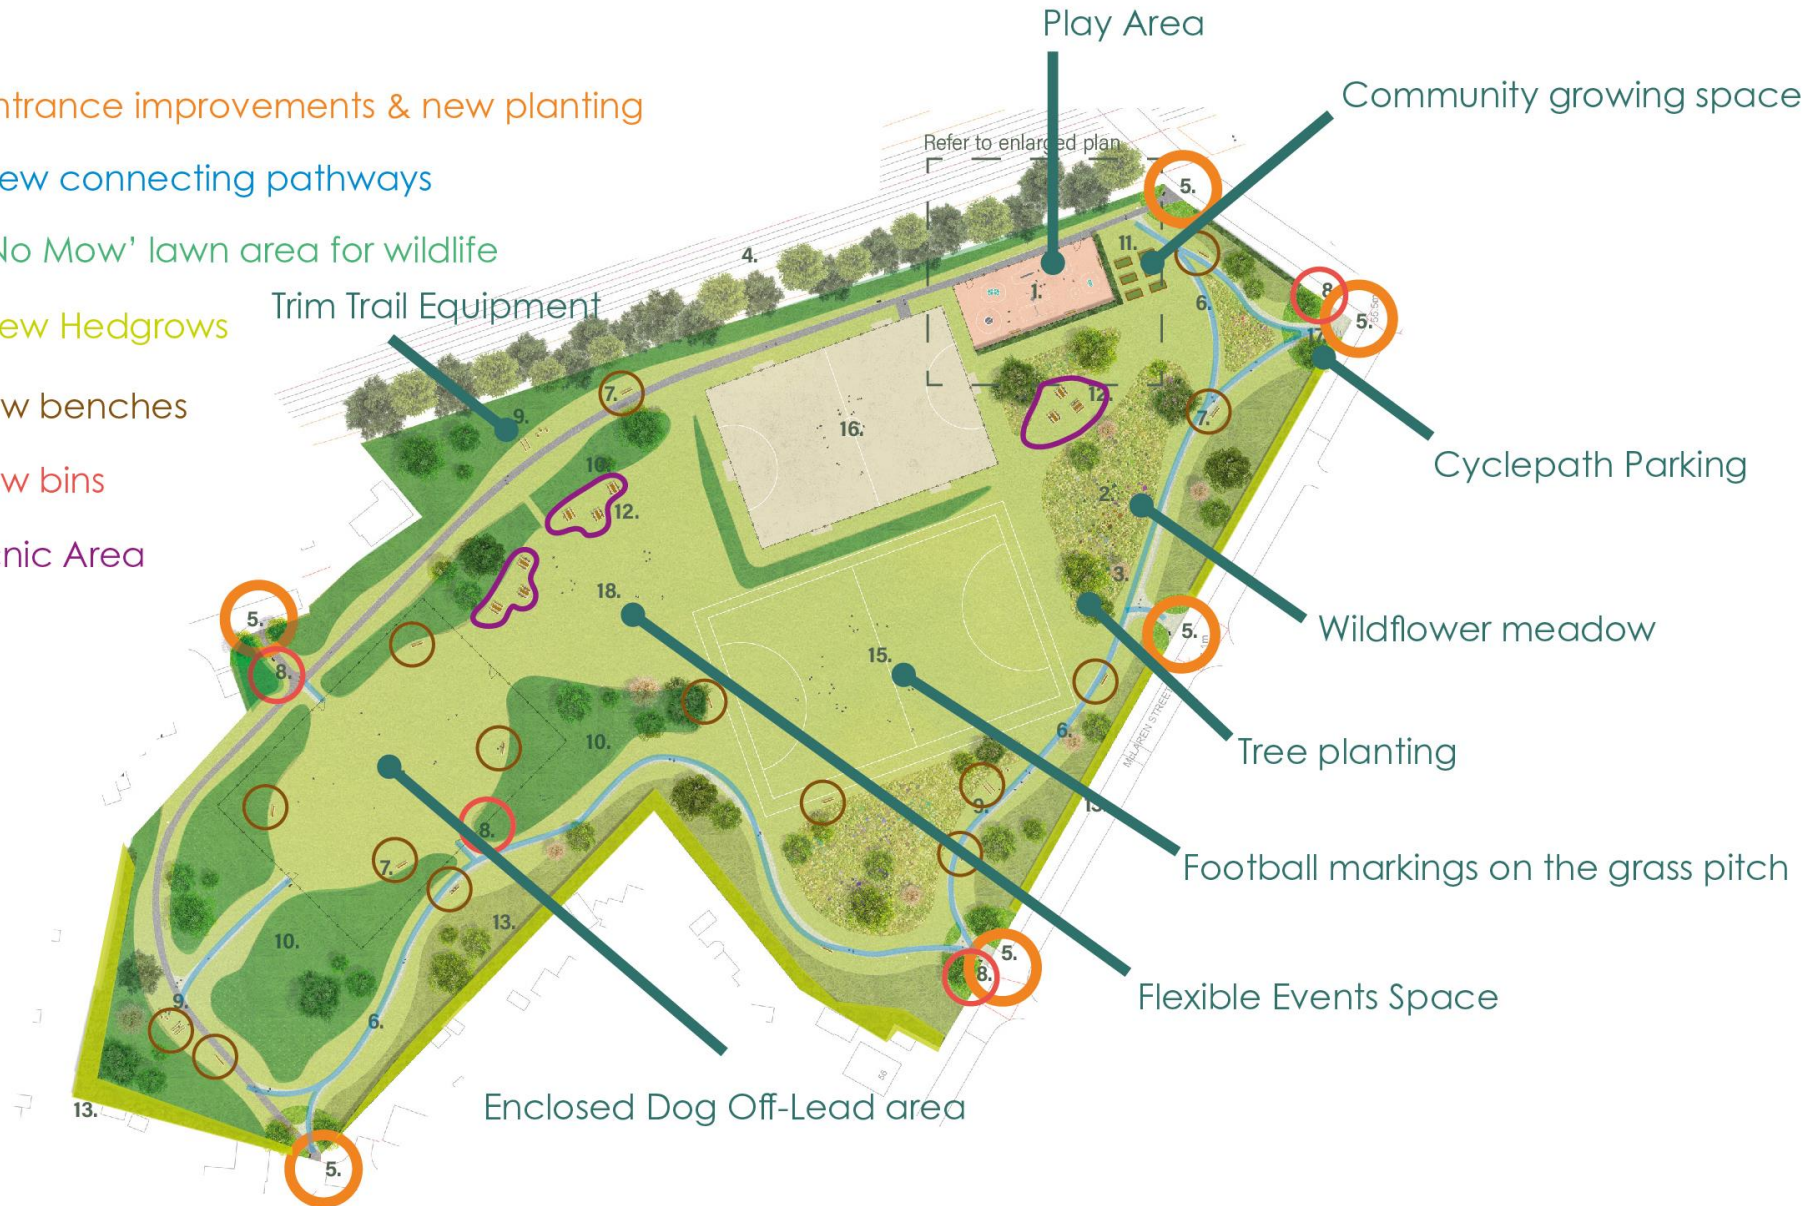 Play Area
Community growing space
ntrance improvements & new planting
Refer to enlarged plan
ew connecting pathways
No Mow’ lawn area for wildlife
Trim Trail Equipment
ew Hedgrows
w benches
w bins
nic Area
Cyclepath Parking
Wildflower meadow
Tree planting
Football markings on the grass pitch
Flexible Events Space
Enclosed Dog Off-Lead area
McLAREN STREET
5.
4.
11.
1.
6.
8.
5.
17.
7.
9.
12.
7.
16.
10.
12.
2.
3.
18.
5.
5.
15.
8.
6.
10.
9.
8.
7.
13.
10.
5.
8.
9.
6.
13.
5.
56